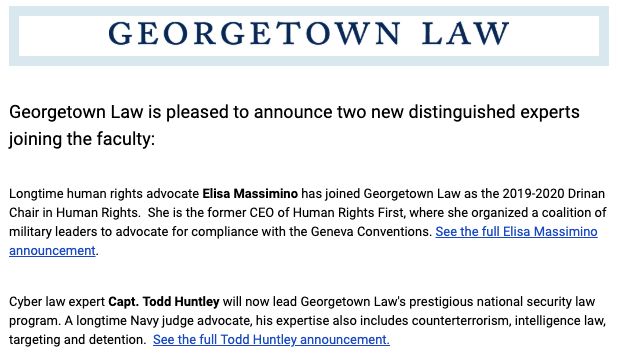 GEORGETOWN LAW
Georgetown Law is pleased to announce two new distinguished experts
joining the faculty:
Longtime human rights advocate Elisa Massimino has joined Georgetown Law as the 2019-2020 Drinan
Chair in Human Rights.  She is the former CEO of Human Rights First, where she organized a coalition of
military leaders to advocate for compliance with the Geneva Conventions. See the full Elisa Massimino
announcement.
Cyber law expert Capt. Todd Huntley will now lead Georgetown Law's prestigious national security law
program. A longtime Navy judge advocate, his expertise also includes counterterrorism, intelligence law,
targeting and detention.  See the full Todd Huntley announcement.